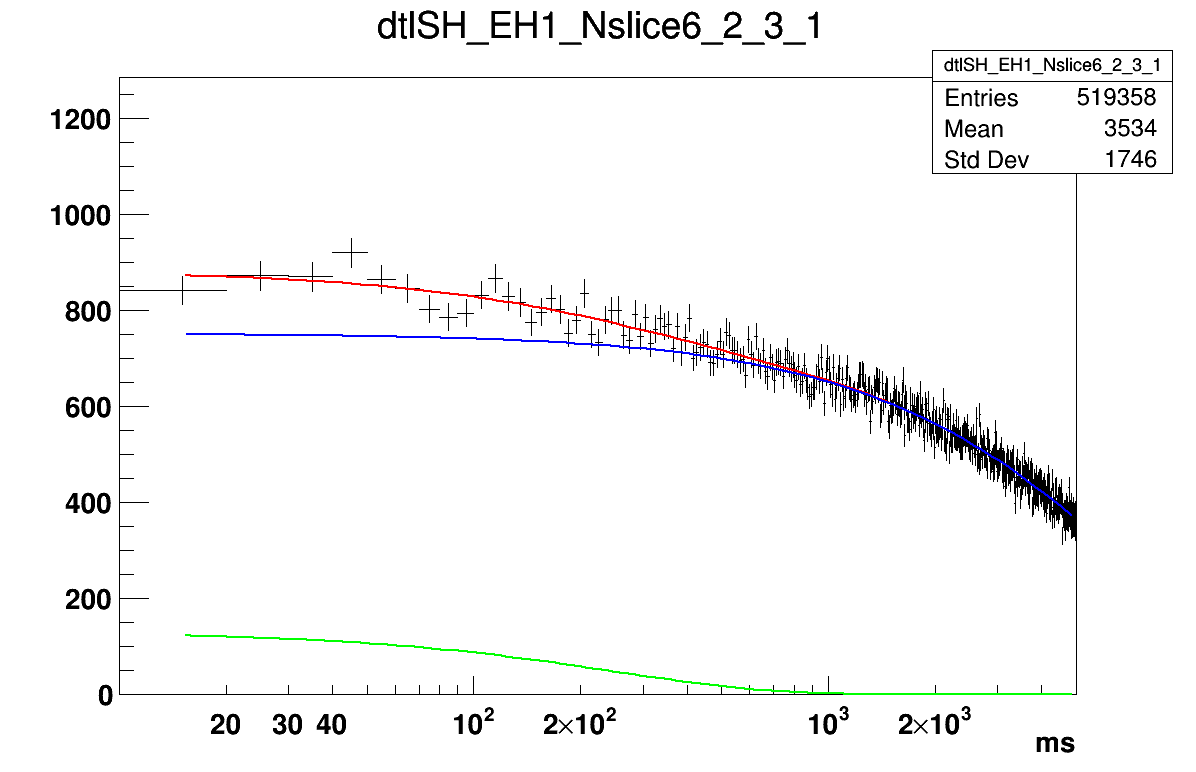 dtlSH_EH1_Nslice6_2_3_1
dtlSH_EH1_Nslice6_2_3_1
Entries 519358
Mean 3534
Std Dev 1746
1200
1000
800
600
400
200
0
20 30 40 10² 2×10² 10³ 2×10³
ms